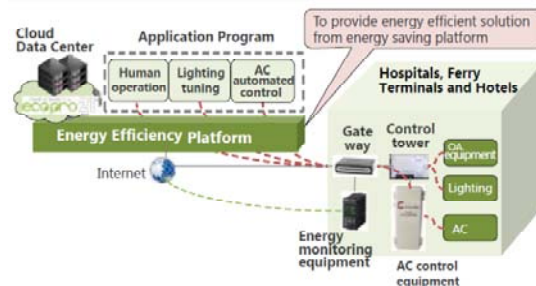 Cloud
Data Center
Application Program
To provide energy efficient solution
from energy saving platform
Human
operation
Lighting
tuning
AC
automated
control
Hospitals, Ferry
Terminals and Hotels
Energy Efficiency Platform
Internet
Gate
way
Control
tower
OA
equipment
Lighting
AC
Energy
monitoring
equipment
AC control
equipment